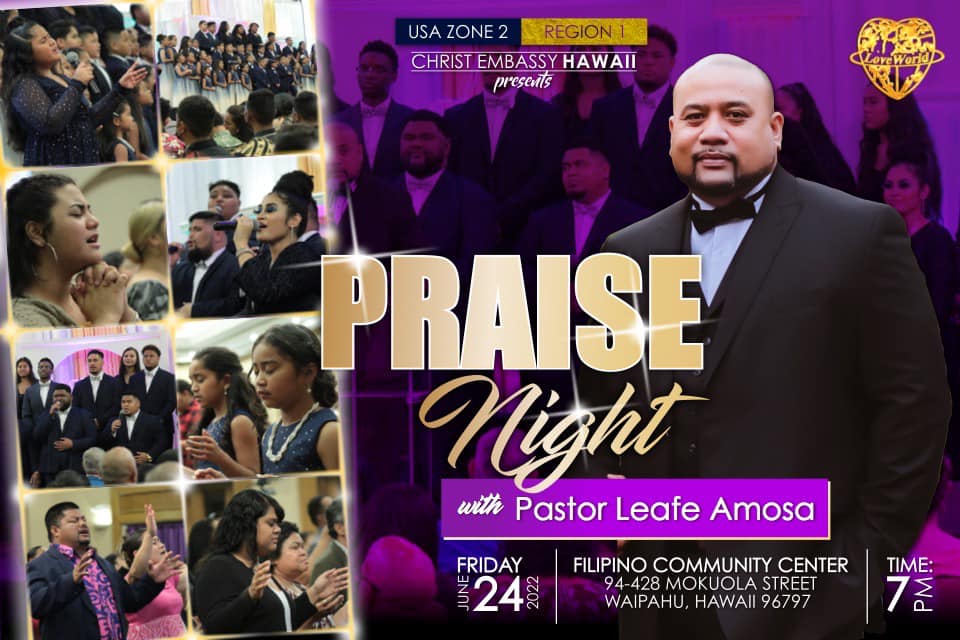 USA ZONE 2 REGION 1
CHRIST EMBASSY HAWAII
presents
LoveWorld
PRAISE
Night
with Pastor Leafe Amosa
FRIDAY
JUNE 24 2022
FILIPINO COMMUNITY CENTER
94-428 MOKUOLA STREET
WAIPAHU, HAWAII 96797
TIME:
7 PM